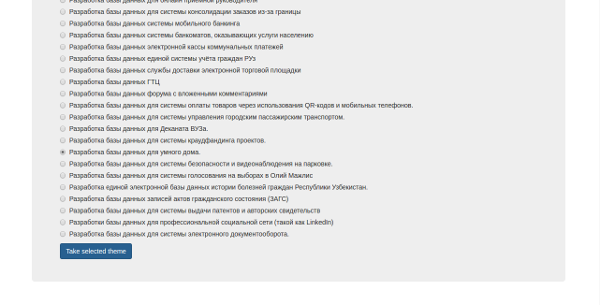 Разработка базы данных для онлайн приемной руководителя
Разработка базы данных для системы консолидации заказов из-за границы
Разработка базы данных системы мобильного банкинга
Разработка базы данных системы банкоматов, оказывающих услуги населению
Разработка базы данных электронной кассы коммунальных платежей
Разработка базы данных единой системы учёта граждан РУз
Разработка базы данных службы доставки электронной торговой площадки
Разработка базы данных ГТЦ
Разработка базы данных форума с вложенными комментариями
Разработка базы данных для системы оплаты товаров через использования QR-кодов и мобильных телефонов.
Разработка базы данных для системы управления городским пассажирским транспортом.
Разработка базы данных для Деканата ВУЗа.
Разработка базы данных для системы краудфандинга проектов.
Разработка базы данных для умного дома.
Разработка базы данных для системы безопасности и видеонаблюдения на парковке.
Разработка базы данных для системы голосования на выборах в Олий Мажлис
Разработка единой электронной базы данных истории болезней граждан Республики Узбекистан.
Разработка базы данных записей актов гражданского состояния (ЗАГС)
Разработка базы данных для системы выдачи патентов и авторских свидетельств
Разработка базы данных для профессиональной социальной сети (такой как LinkedIn)
Разработка базы данных для системы электронного документооборота.
Take selected theme